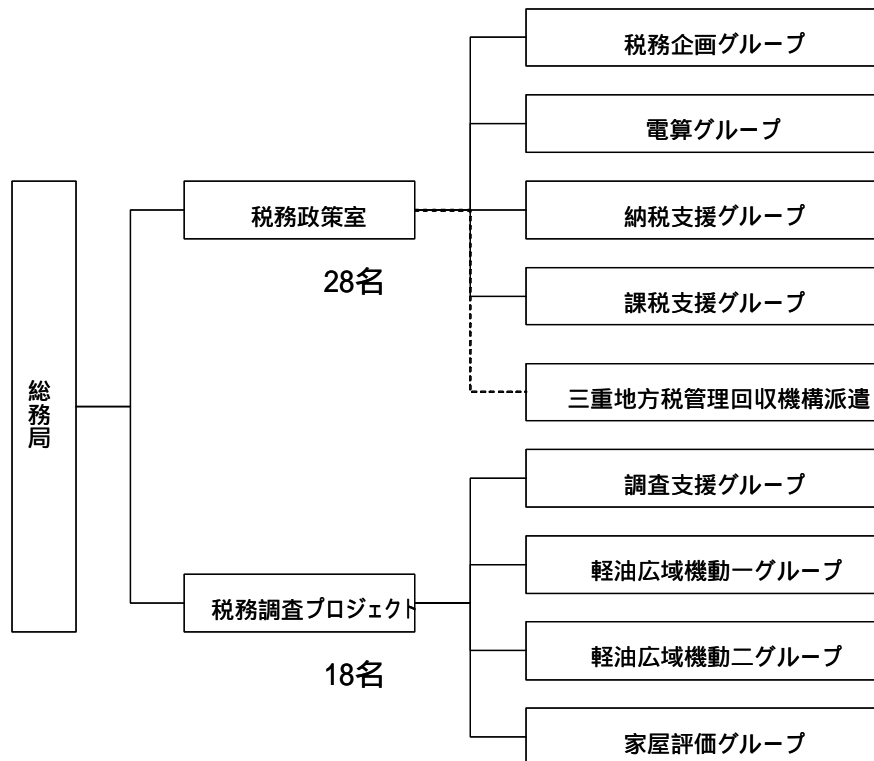 総務局
税務政策室
28名
税務企画グループ
電算グループ
納税支援グループ
課税支援グループ
三重地方税管理回収機構派遣
税務調査プロジェクト
18名
調査支援グループ
軽油広域機動一グループ
軽油広域機動二グループ
家屋評価グループ